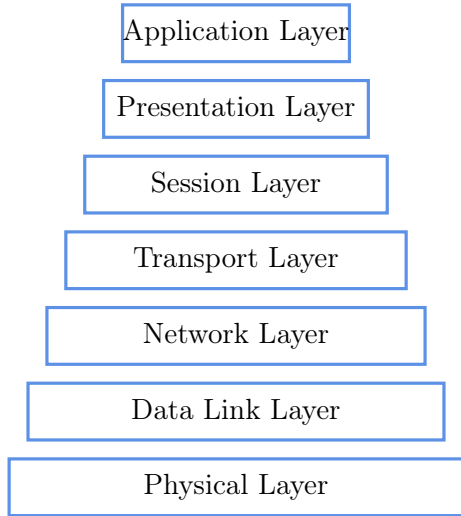 Application Layer
Presentation Layer
Session Layer
Transport Layer
Network Layer
Data Link Layer
Physical Layer